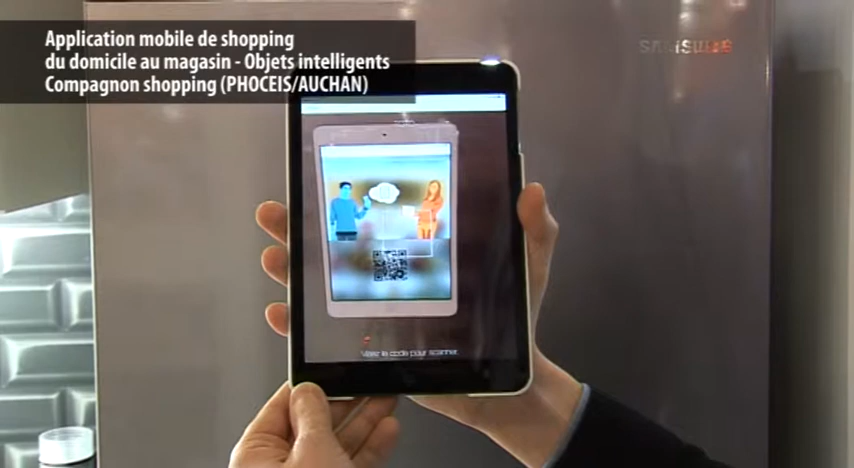 Application mobile de shopping
du domicile au magasin - Objets intelligents
Compagnon shopping (PHOCEIS/AUCHAN)
SAMSUNG
Visez le code pour scanner